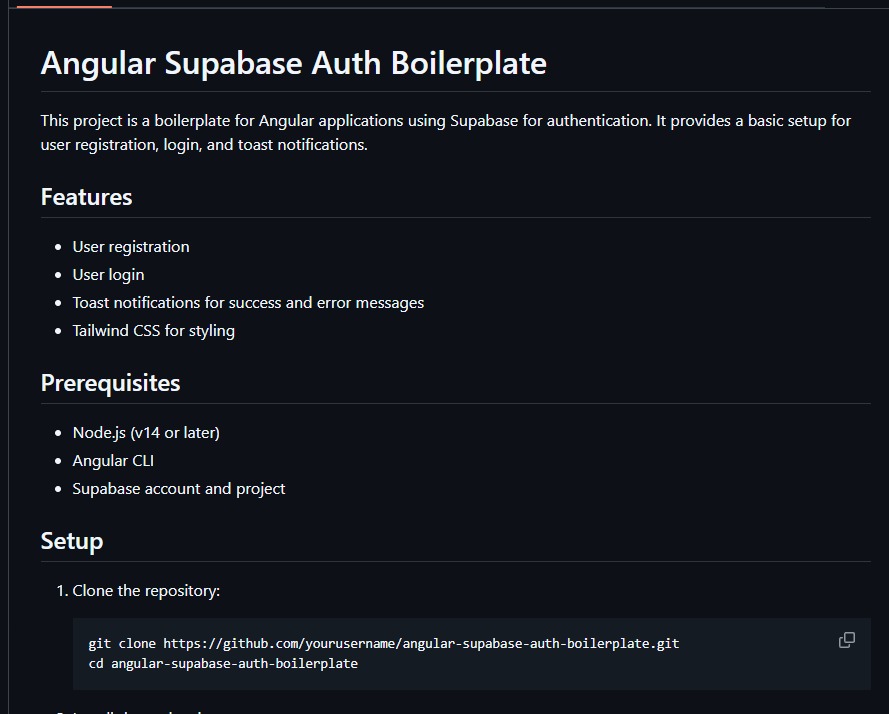 Angular Supabase Auth Boilerplate
This project is a boilerplate for Angular applications using Supabase for authentication. It provides a basic setup for
user registration, login, and toast notifications.
Features
• User registration
• User login
• Toast notifications for success and error messages
• Tailwind CSS for styling
Prerequisites
• Node.js (v14 or later)
• Angular CLI
• Supabase account and project
Setup
1. Clone the repository:
git clone https://github.com/yourusername/angular-supabase-auth-boilerplate.git
cd angular-supabase-auth-boilerplate